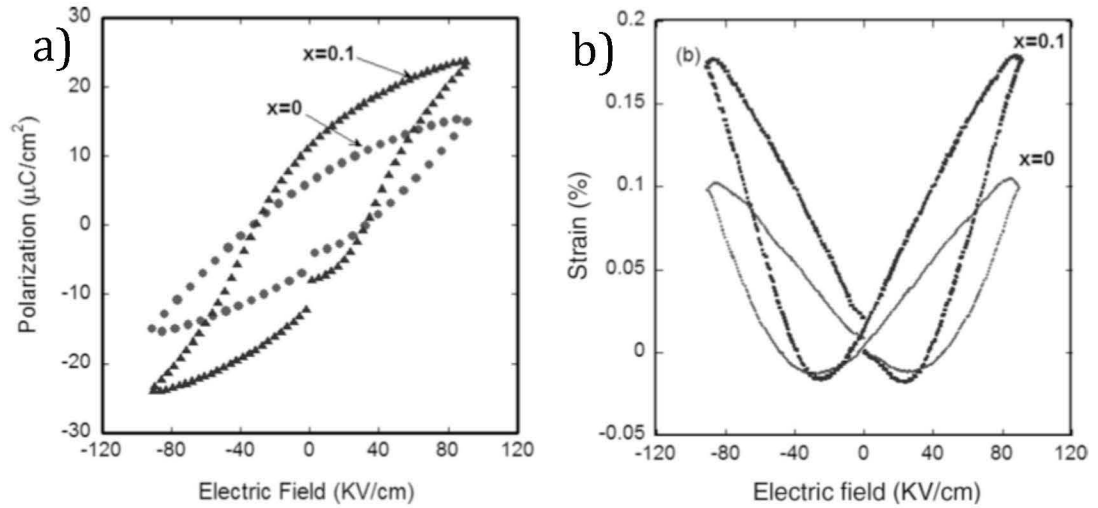 a)
30
20
10
0
-10
-20
-30
Polarization (μC/cm²)
x=0.1
x=0
-120 -80 -40 0 40 80 120
Electric Field (KV/cm)
b)
(b)
0.2
0.15
0.1
0.05
0
-0.05
Strain (%)
x=0.1
x=0
-120 -80 -40 0 40 80 120
Electric field (KV/cm)